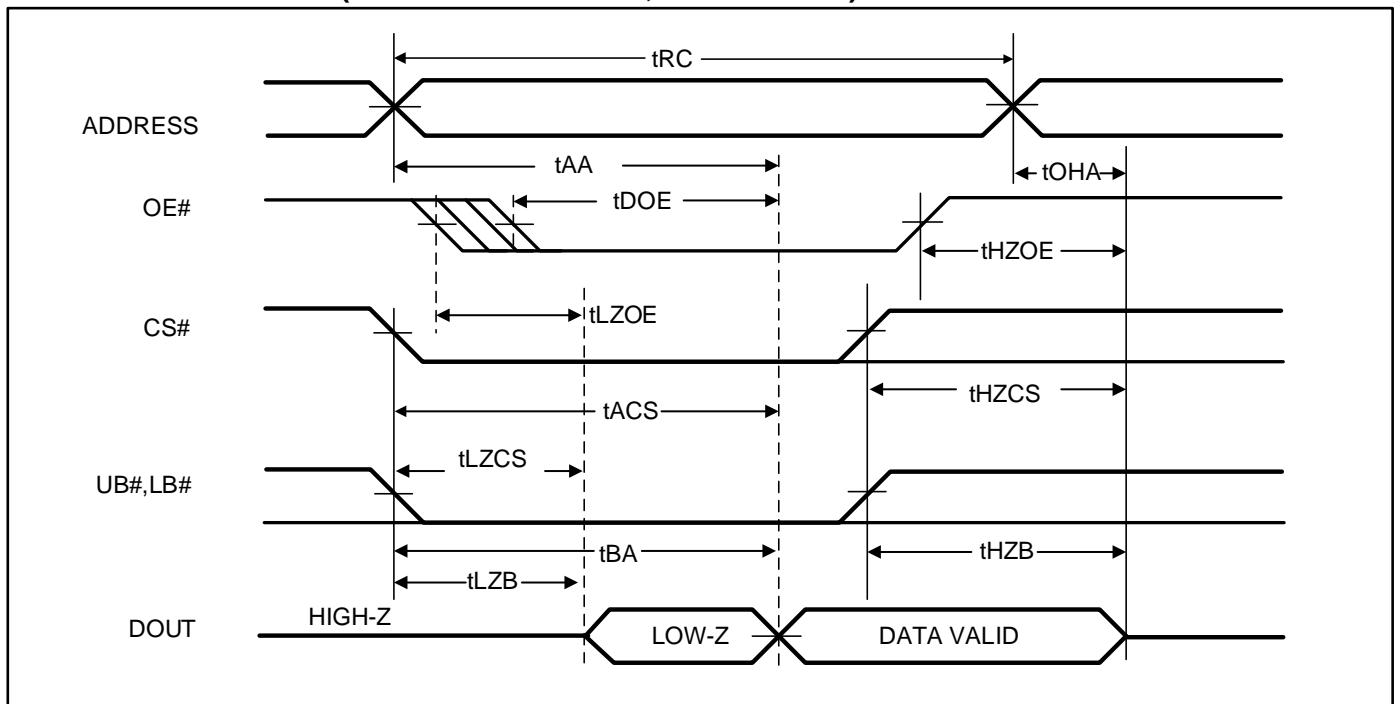 tRC
ADDRESS
tAA
tOHA
OE#
tDOE
tHZOE
tLZOE
CS#
tHZCS
tACS
tLZCS
UB#,LB#
tBA
tHZB
tLZB
HIGH-Z
DOUT
LOW-Z
DATA VALID